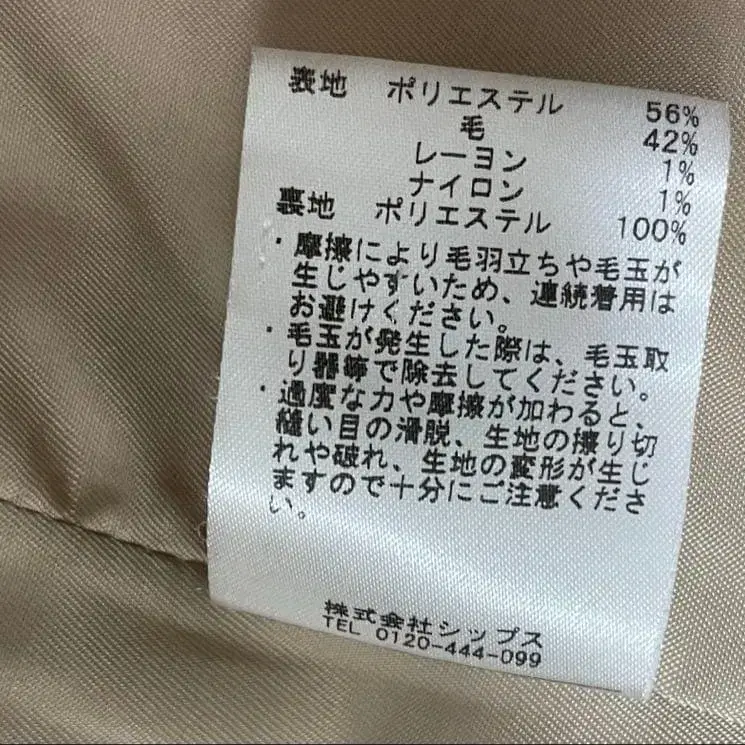 表地 ポリエステル 56%
毛 42%
レーヨン 1%
ナイロン 1%
裏地 ポリエステル 100%
・摩擦により毛羽立ちや毛玉が
生じやすいため、連続着用は
お避けください。
・毛玉が発生した際は、毛玉取
り器等で除去してください。
・過度な力や摩擦が加わると、
縫い目の滑脱、生地の擦り切
れや破れ、生地の変形が生じ
ますので十分にご注意くださ
い。
株式会社シップス
TEL 0120-444-099